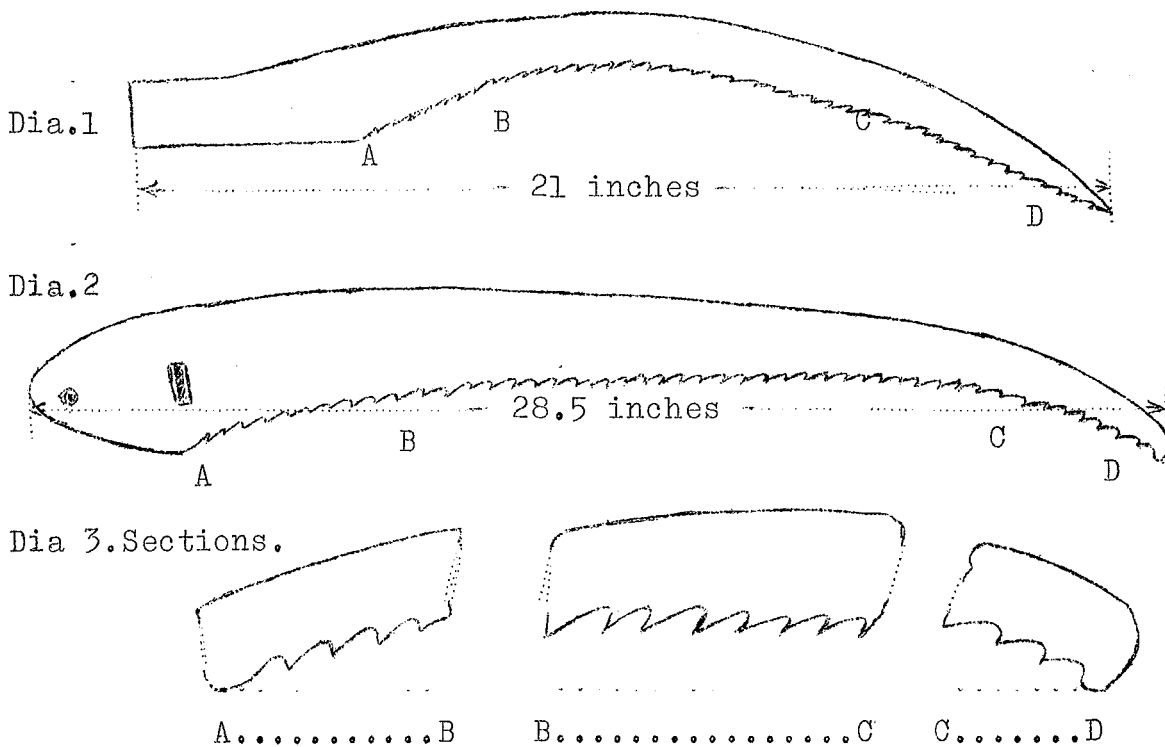 Dia.1
B
C
A
21 inches
D
Dia.2
28.5 inches
B
C
A
D
Dia 3.Sections.
A...........B B................C C.......D